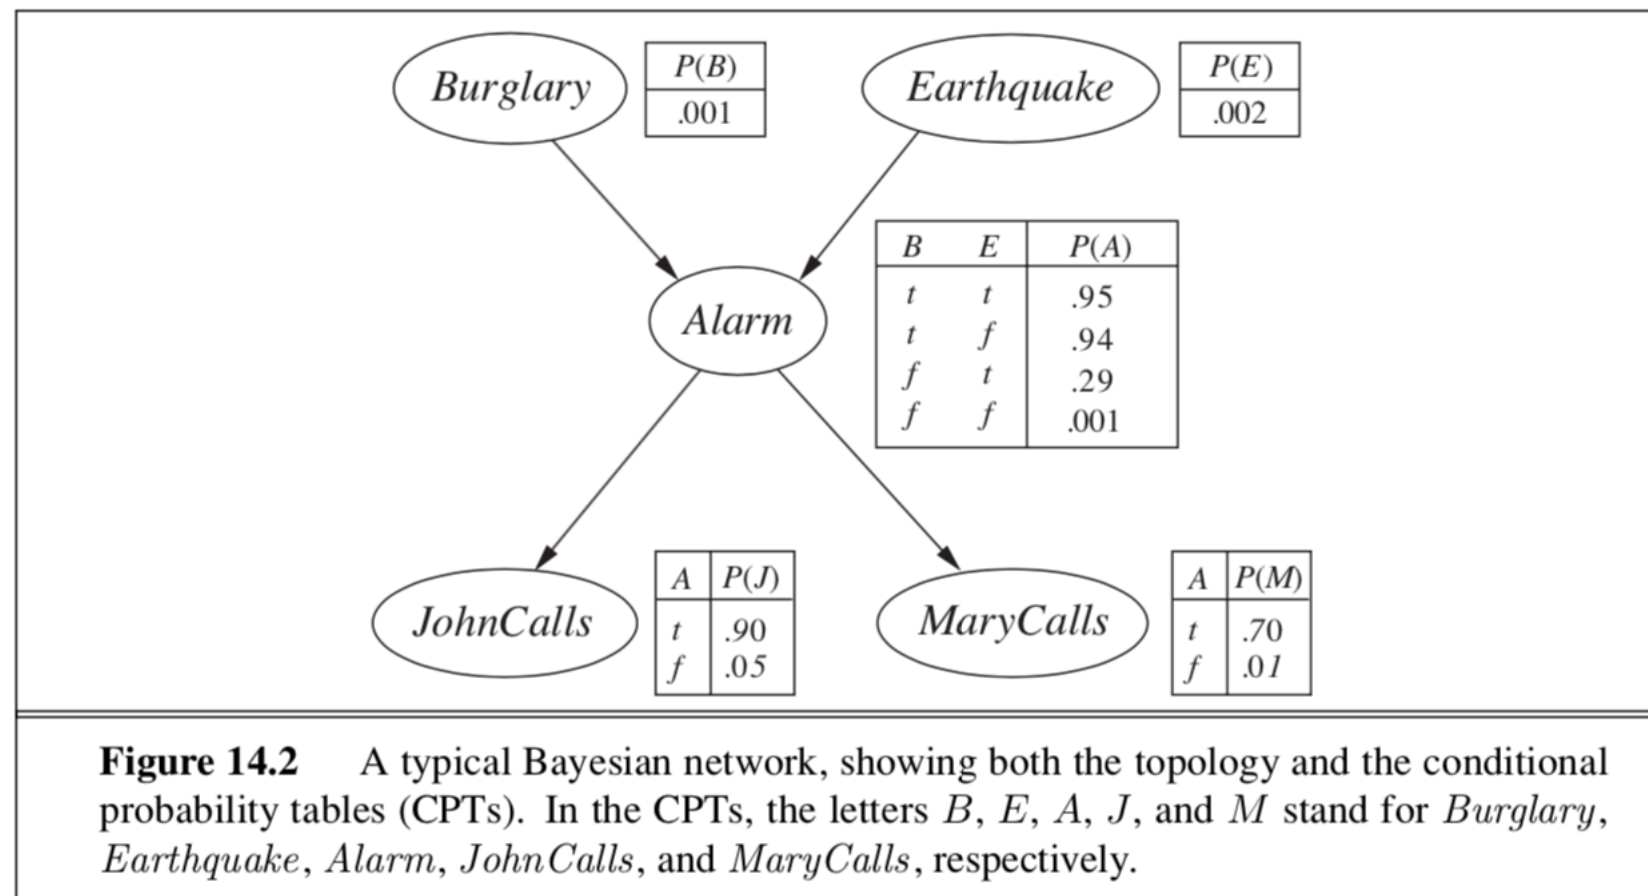 Burglary
P(B)
.001
Earthquake
P(E)
.002
Alarm
B E P(A)
t t .95
t f .94
f t .29
f f .001
JohnCalls
A P(J)
t .90
f .05
MaryCalls
A P(M)
t .70
f .01
Figure 14.2 A typical Bayesian network, showing both the topology and the conditional
probability tables (CPTs). In the CPTs, the letters B, E, A, J, and M stand for Burglary,
Earthquake, Alarm, JohnCalls, and MaryCalls, respectively.